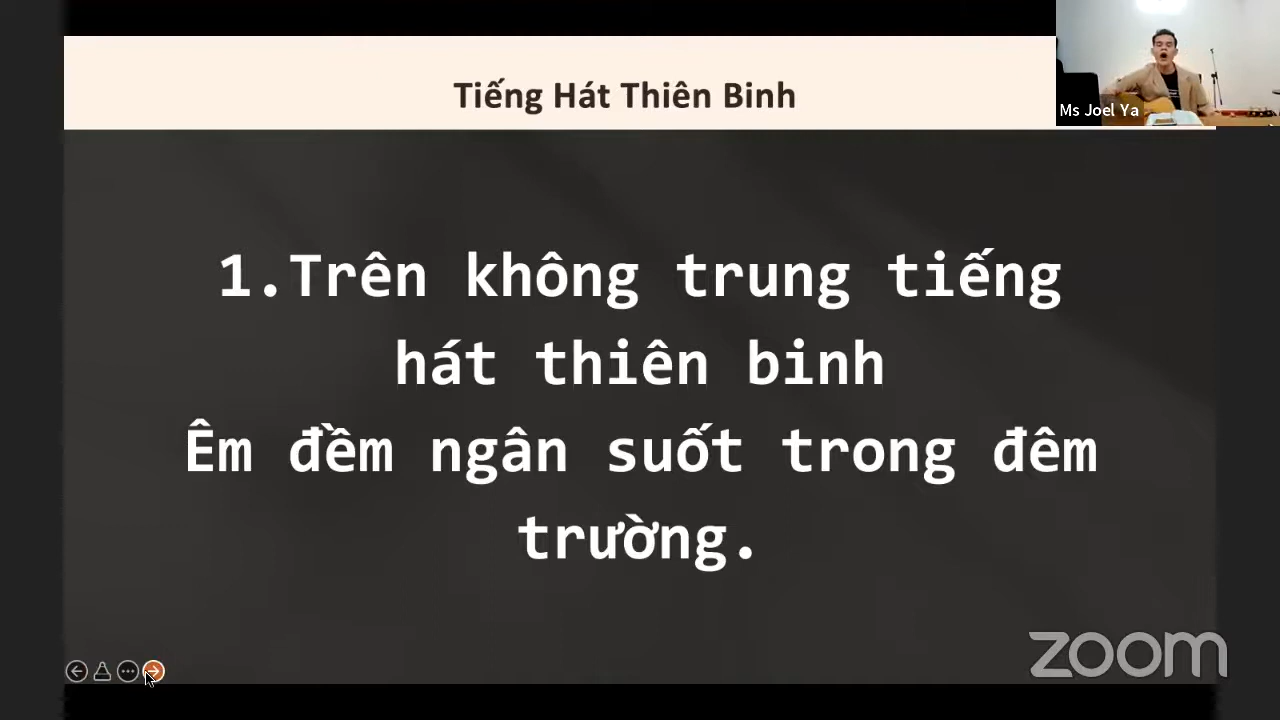 Tiếng Hát Thiên Binh
Ms Joel Ya
1.Trên không trung tiếng
hát thiên binh
Êm đềm ngân suốt trong đêm
trường.
zoom